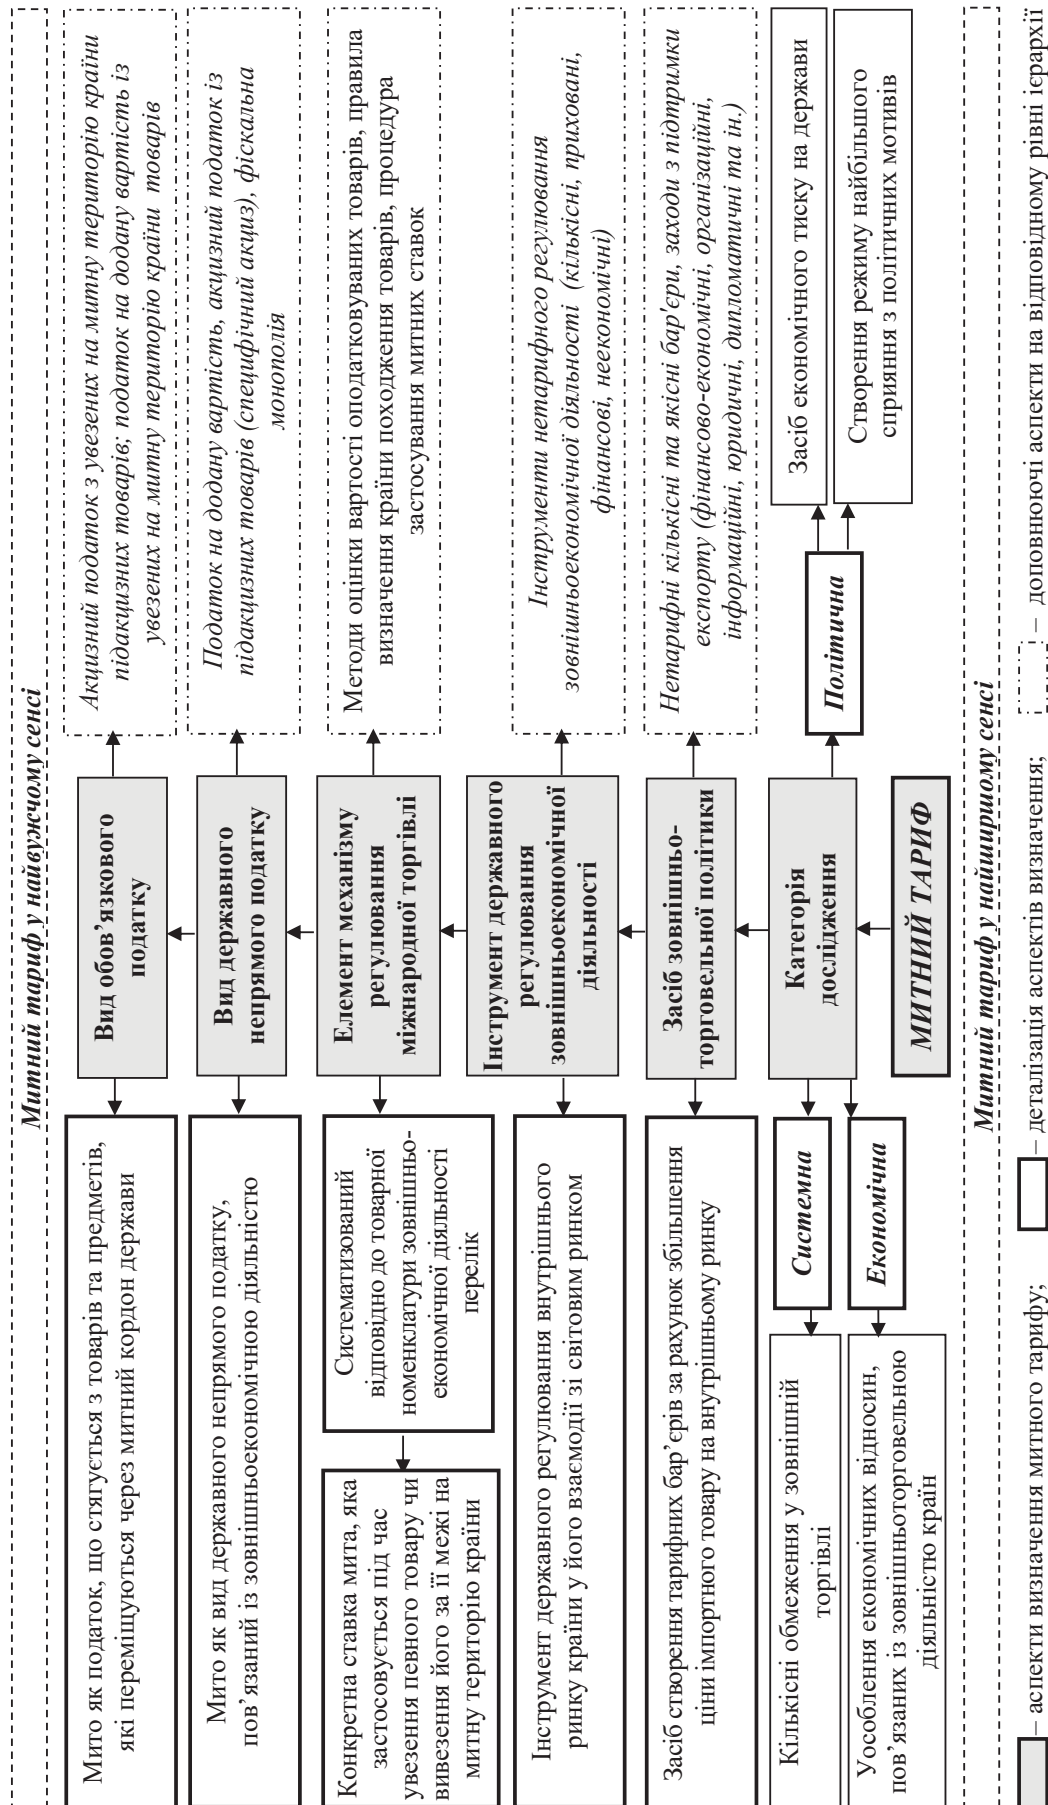 Митний тариф у найвужчому сенсі
Мито як податок, що стягується з товарів та предметів,
які переміщуються через митний кордон держави
Вид обов’язкового
податку
Акцизний податок з увезених на митну територію країни
підакцизних товарів; податок на додану вартість із
увезених на митну територію країни товарів
Мито як вид державного непрямого податку,
пов’язаний із зовнішньоекономічною діяльністю
Вид державного
непрямого податку
Податок на додану вартість, акцизний податок із
підакцизних товарів (специфічний акциз), фіскальна
монополія
Конкретна ставка мита, яка
застосовується під час
увезення певного товару чи
вивезення його за її межі на
митну територію країни
Систематизований
відповідно до товарної
номенклатури зовнішньо-
економічної діяльності
перелік
Елемент механізму
регулювання
міжнародної торгівлі
Методи оцінки вартості оподатковуваних товарів, правила
визначення країни походження товарів, процедура
застосування митних ставок
Інструмент державного регулювання внутрішнього
ринку країни у його взаємодії зі світовим ринком
Інструмент державного
регулювання
зовнішньоекономічної
діяльності
Інструменти нетарифного регулювання
зовнішньоекономічної діяльності (кількісні, приховані,
фінансові, неекономічні)
Засіб створення тарифних бар’єрів за рахунок збільшення
ціни імпортного товару на внутрішньому ринку
Засіб зовнішньо-
торговельної політики
Нетарифні кількісні та якісні бар'єри, заходи з підтримки
експорту (фінансово-економічні, організаційні,
інформаційні, юридичні, дипломатичні та ін.)
Кількісні обмеження у зовнішній
торгівлі
Системна
Уособлення економічних відносин,
пов’язаних із зовнішньоторговельною
діяльністю країн
Економічна
Категорія
дослідження
Політична
Засіб економічного тиску на держави
Створення режиму найбільшого
сприяння з політичних мотивів
МИТНИЙ ТАРИФ
Митний тариф у найширшому сенсі
– аспекти визначення митного тарифу;
– деталізація аспектів визначення;
– доповнюючі аспекти на відповідному рівні ієрархії